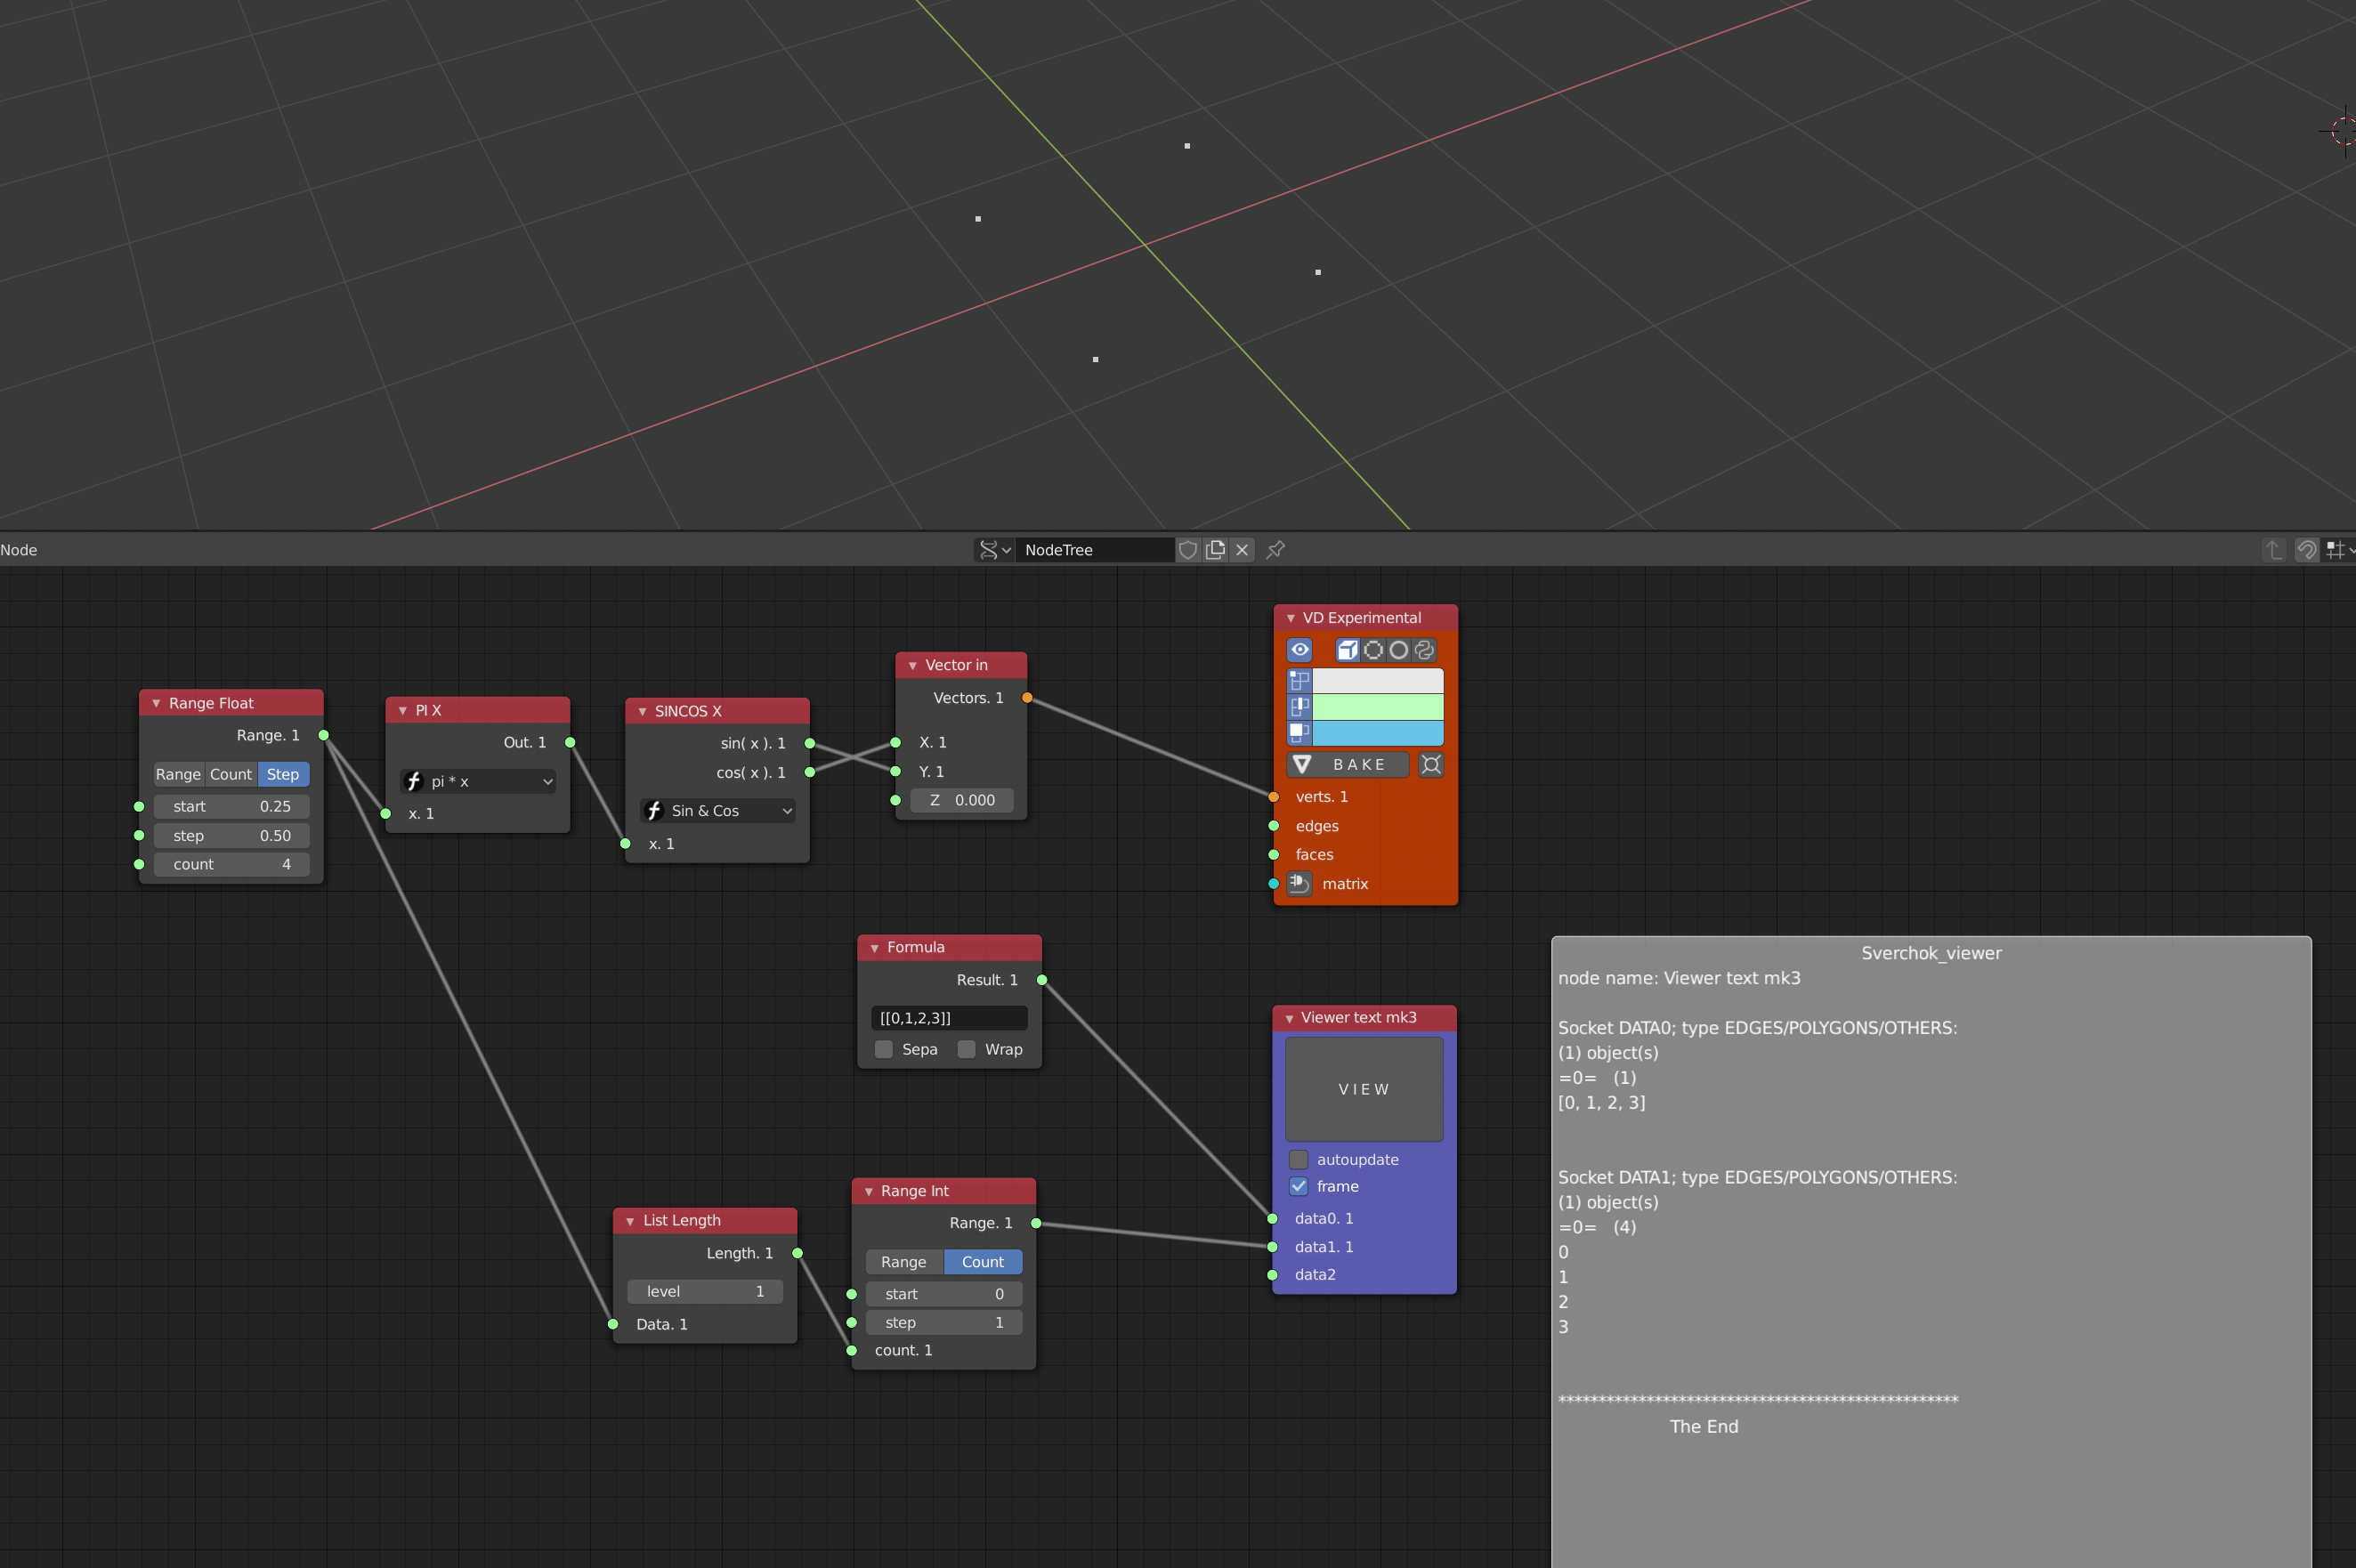 Node
NodeTree
Range Float
Range. 1
Range Count Step
start 0.25
step 0.50
count 4
PI X
Out. 1
pi * x
x. 1
SINCOS X
sin( x ). 1
cos( x ). 1
Sin & Cos
x. 1
Vector in
Vectors. 1
X. 1
Y. 1
Z 0.000
VD Experimental
BAKE
verts. 1
edges
faces
matrix
Formula
Result. 1
[[0,1,2,3]]
Sepa Wrap
List Length
Length. 1
level 1
Data. 1
Range Int
Range. 1
Range Count
start 0
step 1
count. 1
Viewer text mk3
VIEW
autoupdate
frame
data0. 1
data1. 1
data2
Sverchok_viewer
node name: Viewer text mk3
Socket DATA0; type EDGES/POLYGONS/OTHERS:
(1) object(s)
=0= (1)
[0, 1, 2, 3]
Socket DATA1; type EDGES/POLYGONS/OTHERS:
(1) object(s)
=0= (4)
0
1
2
3
**************************************************
The End